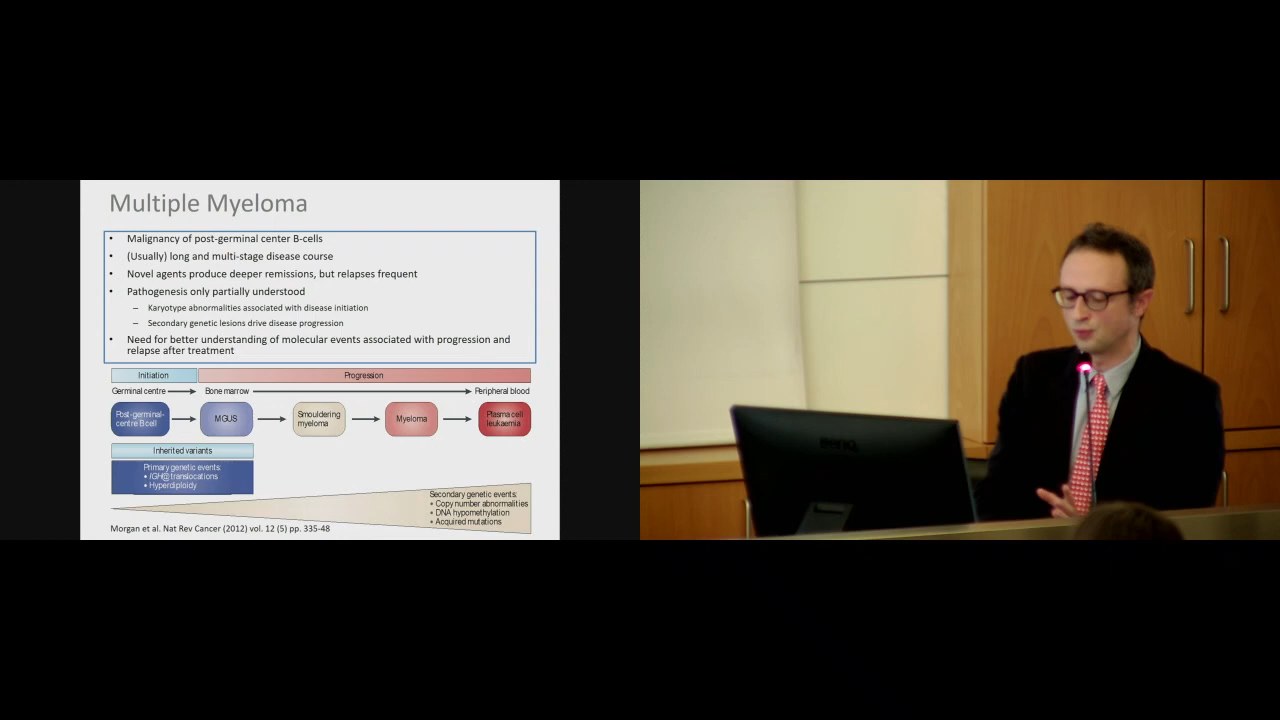 Multiple Myeloma
• Malignancy of post-germinal center B-cells
• (Usually) long and multi-stage disease course
• Novel agents produce deeper remissions, but relapses frequent
• Pathogenesis only partially understood
– Karyotype abnormalities associated with disease initiation
– Secondary genetic lesions drive disease progression
• Need for better understanding of molecular events associated with progression and
relapse after treatment
Initiation Progression
Germinal centre Bone marrow Peripheral blood
Post-germinal-
centre B cell
MGUS
Smouldering
myeloma
Myeloma
Plasma cell
leukaemia
Inherited variants
Primary genetic events:
• IGH@ translocations
• Hyperdiploidy
Secondary genetic events:
• Copy number abnormalities
• DNA hypomethylation
• Acquired mutations
Morgan et al. Nat Rev Cancer (2012) vol. 12 (5) pp. 335-48
BenQ